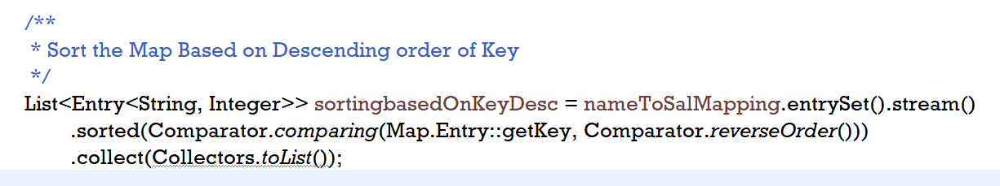 /**
* Sort the Map Based on Descending order of Key
*/
List<Entry<String, Integer>> sortingbasedOnKeyDesc = nameToSalMapping.entrySet().stream()
.sorted(Comparator.comparing(Map.Entry::getKey, Comparator.reverseOrder()))
.collect(Collectors.toList());